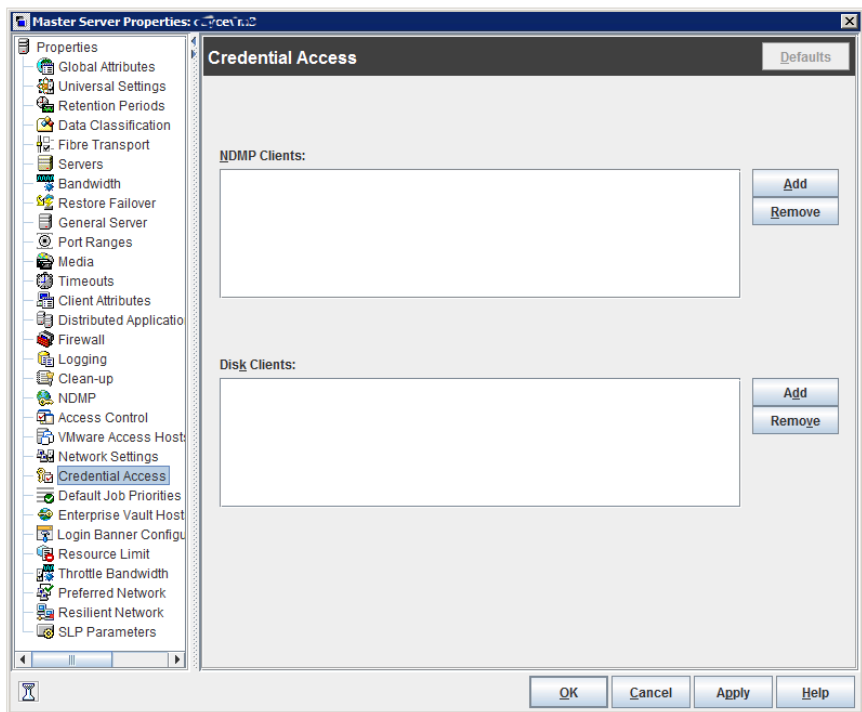 Master Server Properties:
Properties
Global Attributes
Universal Settings
Retention Periods
Data Classification
Fibre Transport
Servers
Bandwidth
Restore Failover
General Server
Port Ranges
Media
Timeouts
Client Attributes
Distributed Applicatio
Firewall
Logging
Clean-up
NDMP
Access Control
VMware Access Hosts
Network Settings
Credential Access
Default Job Priorities
Enterprise Vault Host
Login Banner Configu
Resource Limit
Throttle Bandwidth
Preferred Network
Resilient Network
SLP Parameters
Credential Access
Defaults
NDMP Clients:
Add
Remove
Disk Clients:
Add
Remove
OK
Cancel
Apply
Help